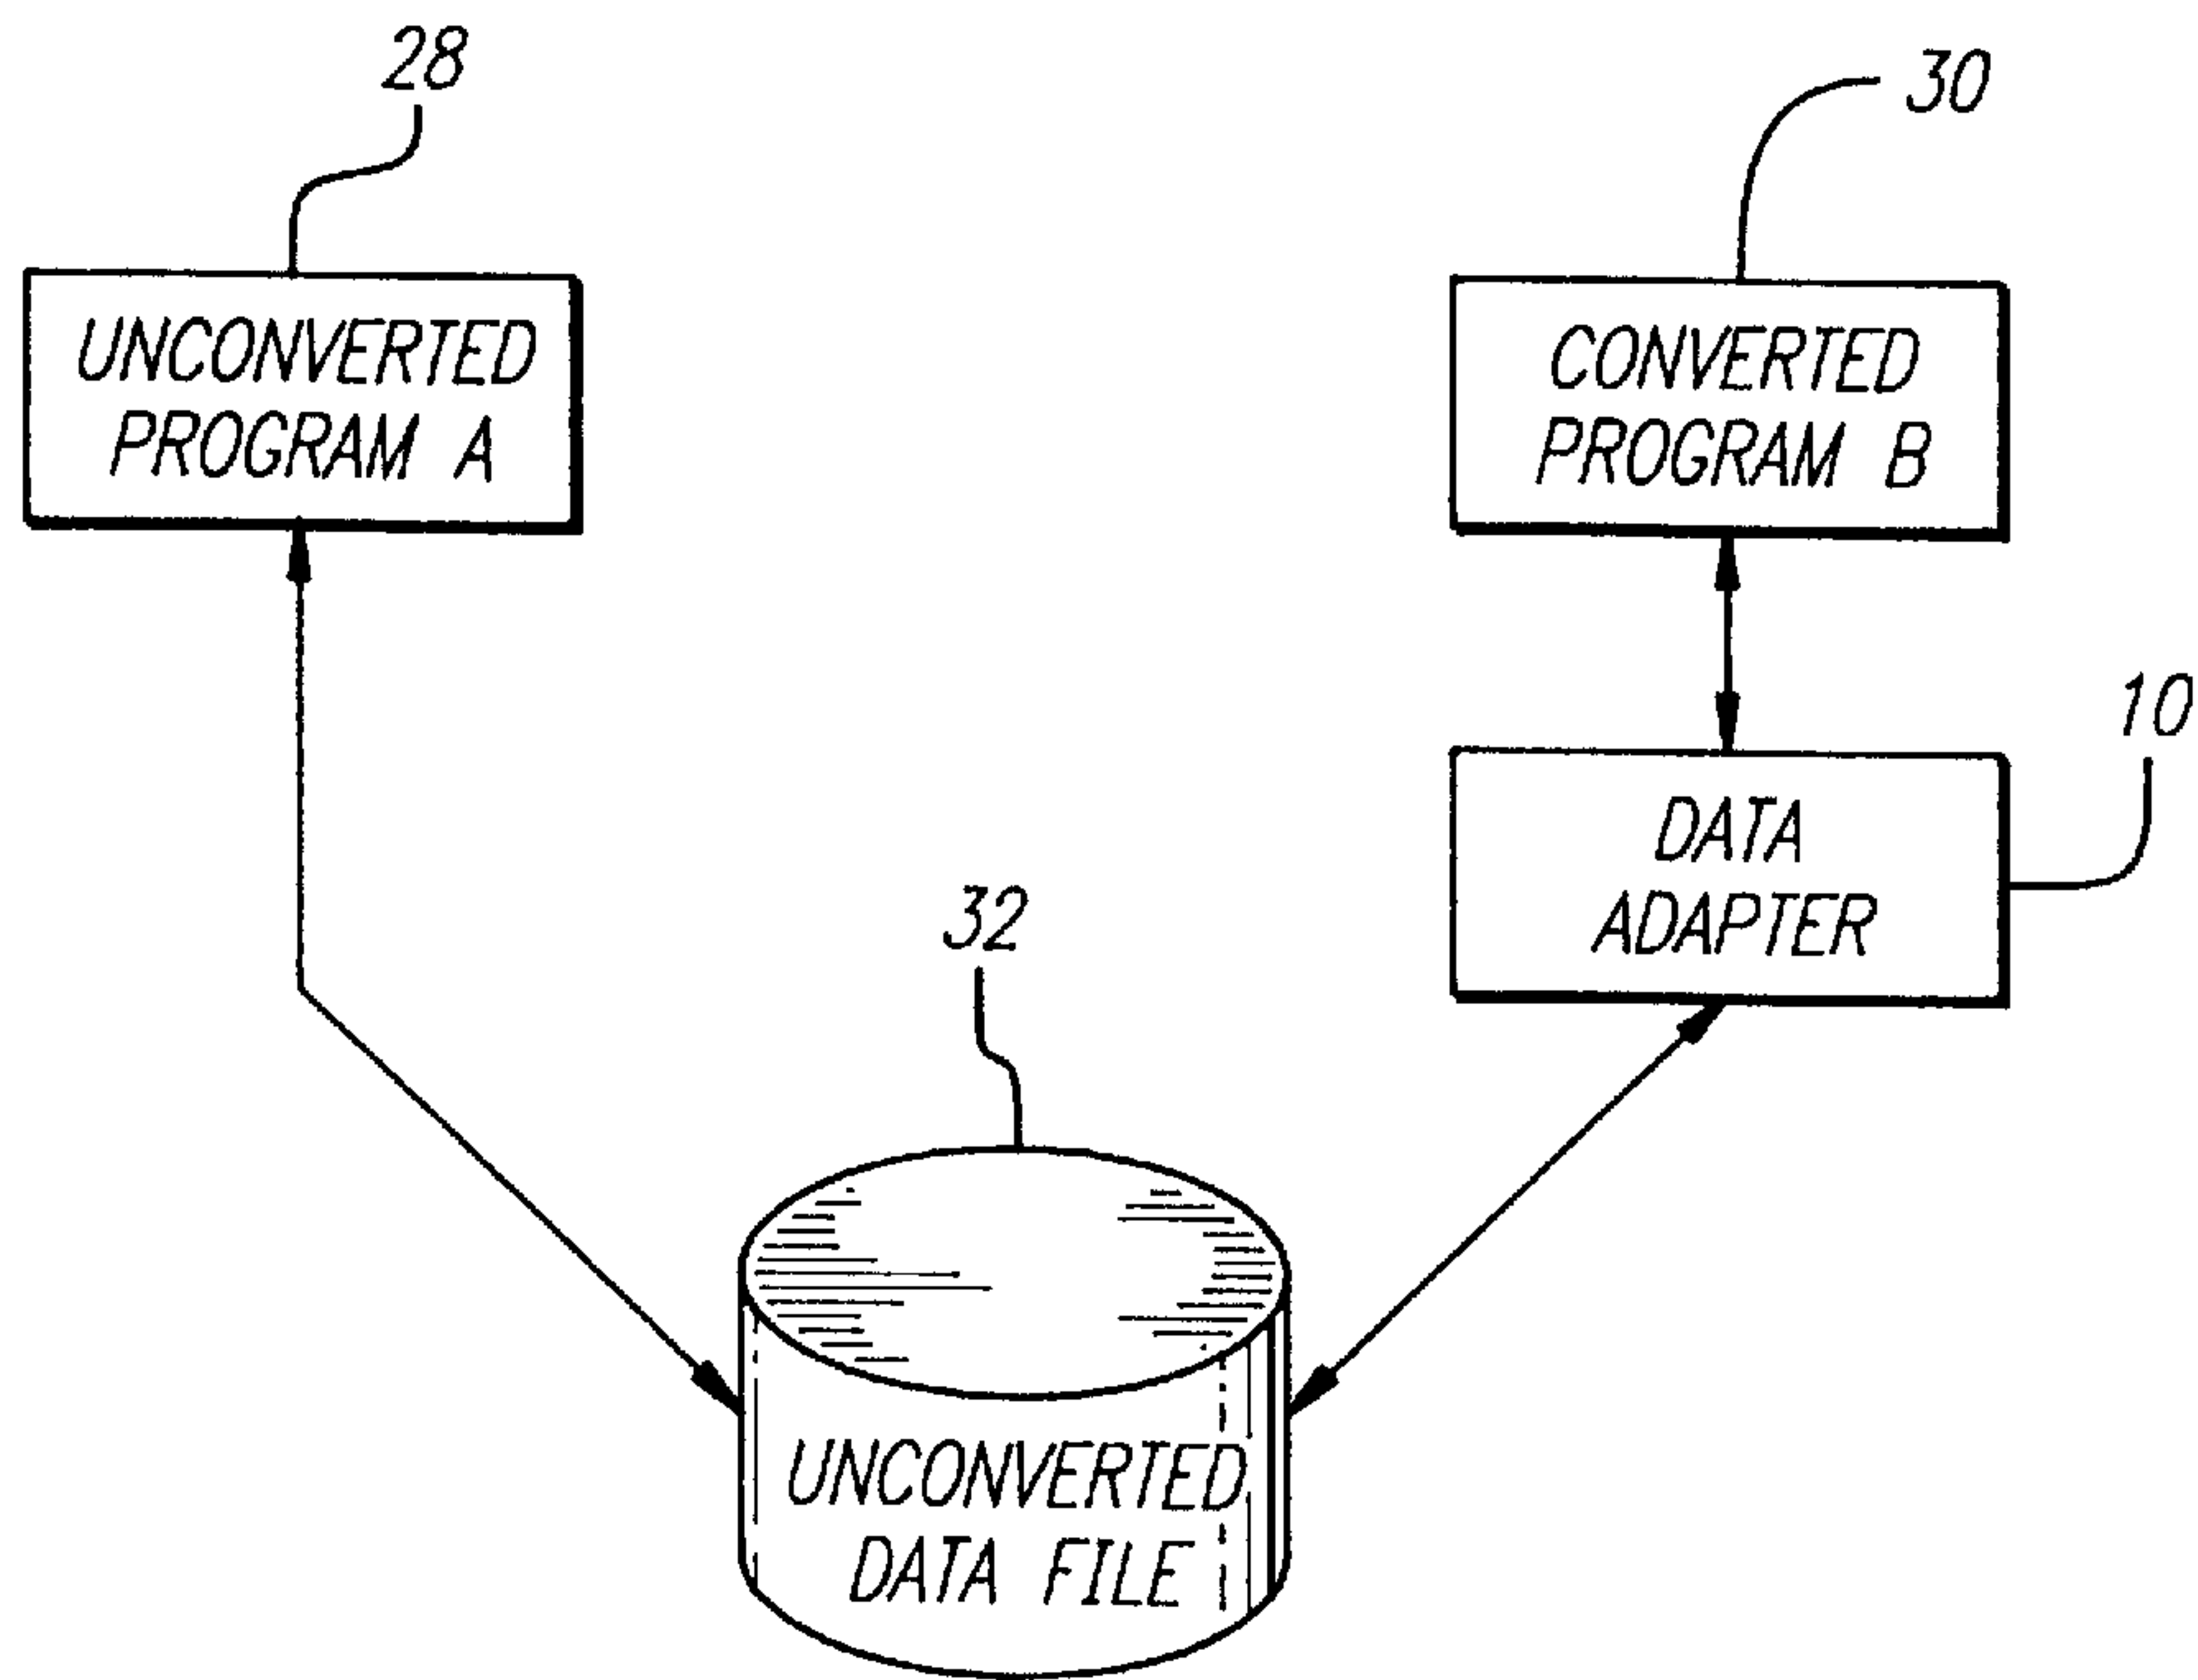 28
30
UNCONVERTED
PROGRAM A
CONVERTED
PROGRAM B
10
DATA
ADAPTER
32
UNCONVERTED
DATA FILE